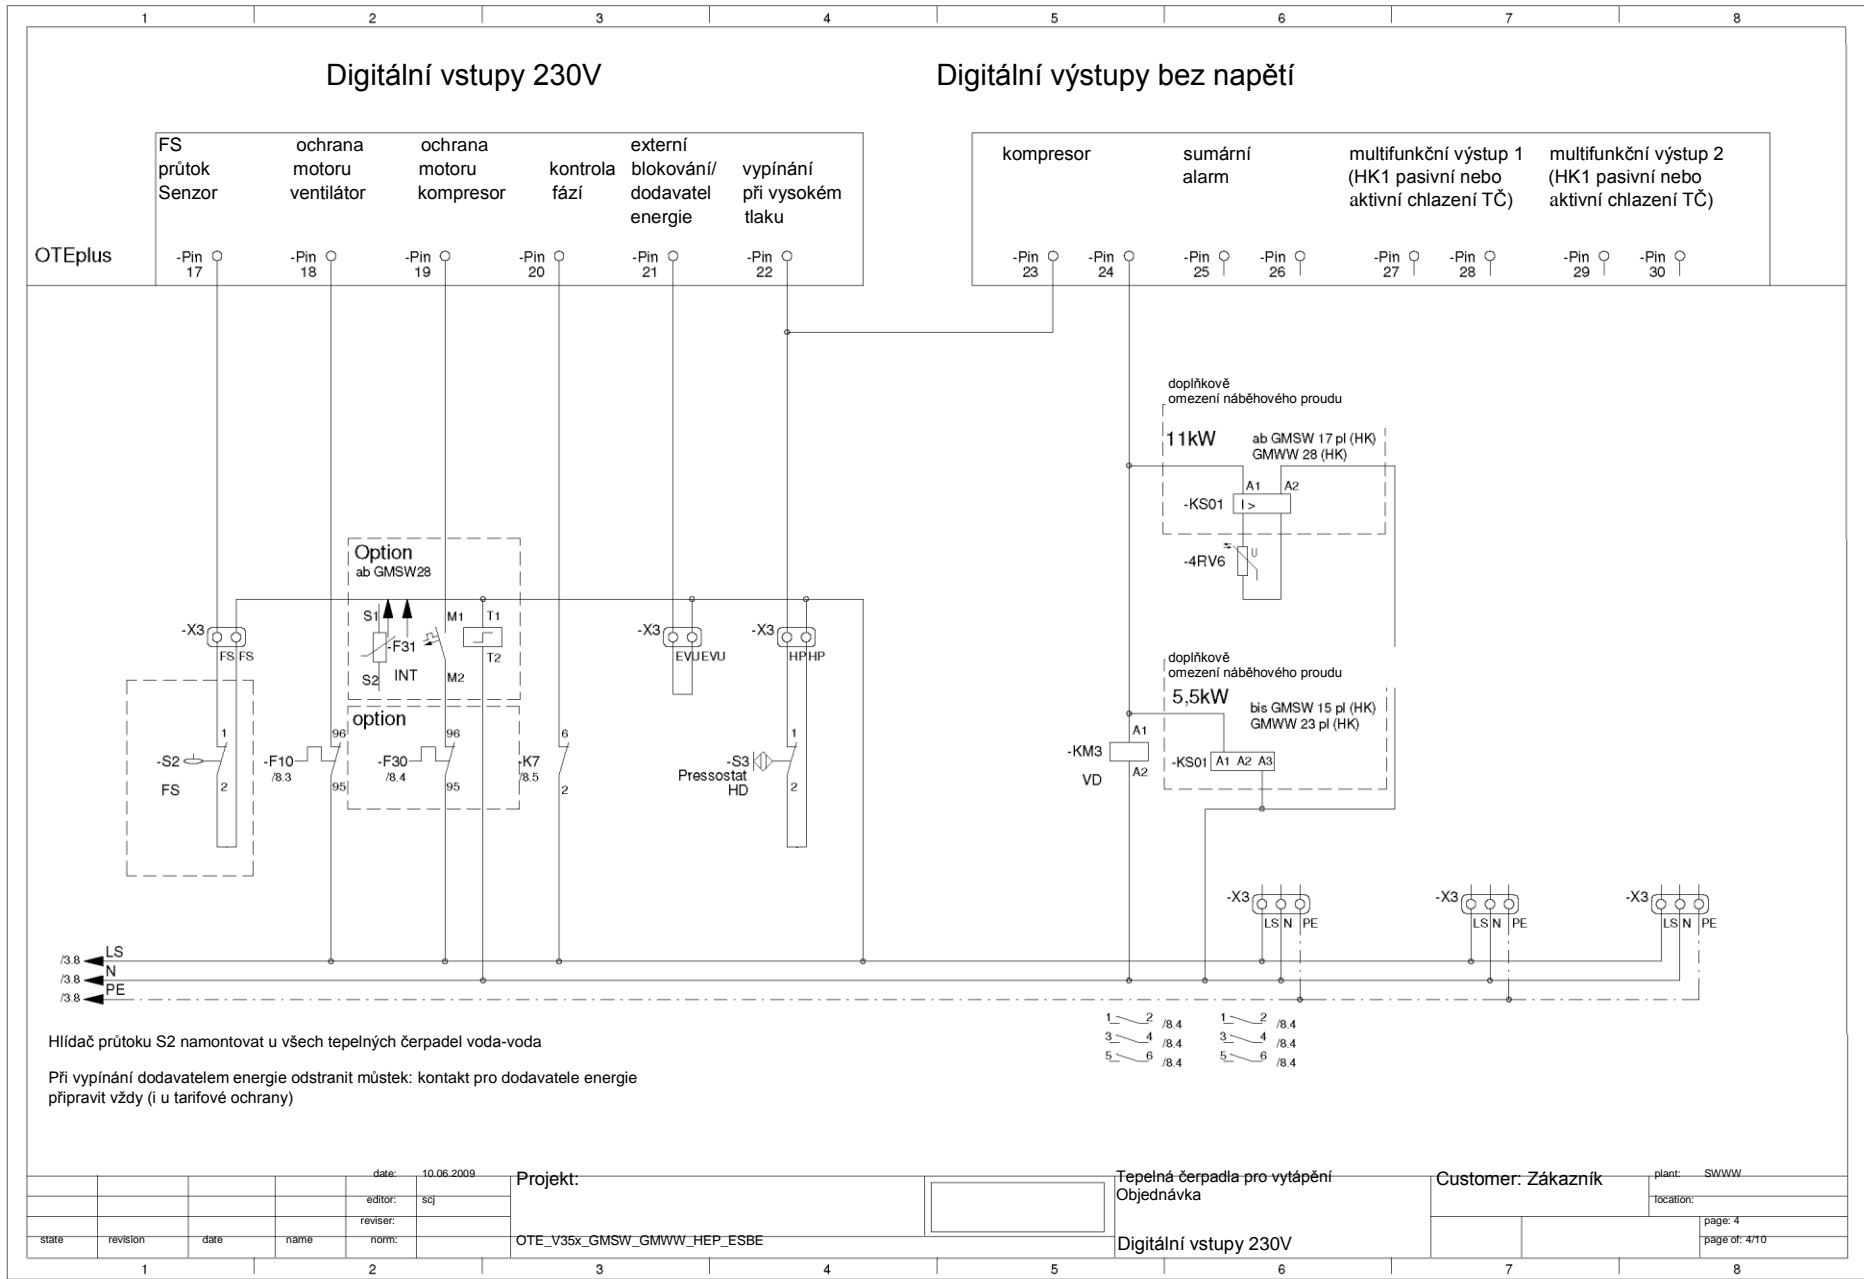 1 2 3 4 5 6 7 8
Digitální vstupy 230V
Digitální výstupy bez napětí
OTEplus
FS
průtok
Senzor
ochrana
motoru
ventilátor
ochrana
motoru
kompresor
kontrola
fází
externí
blokování/
dodavatel
energie
vypínání
při vysokém
tlaku
kompresor
sumární
alarm
multifunkční výstup 1
(HK1 pasivní nebo
aktivní chlazení TČ)
multifunkční výstup 2
(HK1 pasivní nebo
aktivní chlazení TČ)
-Pin
17
-Pin
18
-Pin
19
-Pin
20
-Pin
21
-Pin
22
-Pin
23
-Pin
24
-Pin
25
-Pin
26
-Pin
27
-Pin
28
-Pin
29
-Pin
30
doplňkově
omezení náběhového proudu
11kW
ab GMSW 17 pl (HK)
GMWW 28 (HK)
A1 A2
-KS01 I >
-4RV6 U
Option
ab GMSW28
S1
-F31
S2 INT
M1
M2
T1
T2
-X3
FS FS
-X3
EVU EVU
-X3
HP HP
option
-S2
FS
1
2
-F10
/8.3
96
95
-F30
/8.4
96
95
-K7
/8.5
6
2
-S3
Pressostat
HD
1
2
doplňkově
omezení náběhového proudu
5,5kW
bis GMSW 15 pl (HK)
GMWW 23 pl (HK)
-KS01 A1 A2 A3
-KM3
VD
A1
A2
-X3
LS N PE
-X3
LS N PE
-X3
LS N PE
/3.8 LS
/3.8 N
/3.8 PE
1 2 /8.4
3 4 /8.4
5 6 /8.4
1 2 /8.4
3 4 /8.4
5 6 /8.4
Hlídač průtoku S2 namontovat u všech tepelných čerpadel voda-voda
Při vypínání dodavatelem energie odstranit můstek: kontakt pro dodavatele energie
připravit vždy (i u tarifové ochrany)
date: 10.06.2009
editor: scj
reviser:
state revision date name norm:
Projekt:
OTE_V35x_GMSW_GMWW_HEP_ESBE
Tepelná čerpadla pro vytápění
Objednávka
Digitální vstupy 230V
Customer: Zákazník
plant: SWWW
location:
page: 4
page of: 4/10
1 2 3 4 5 6 7 8